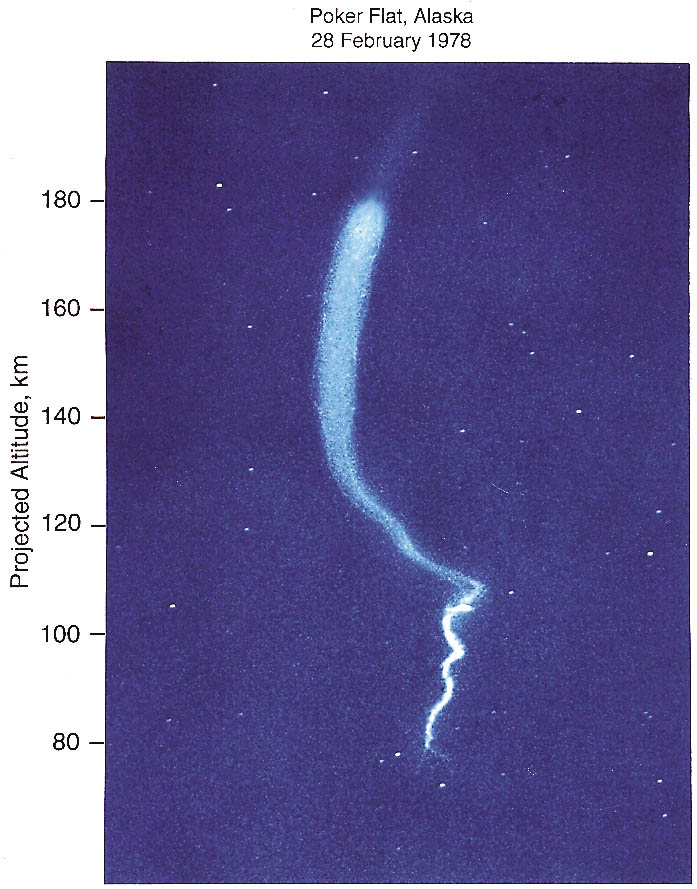 Poker Flat, Alaska
28 February 1978
Projected Altitude, km
180
160
140
120
100
80